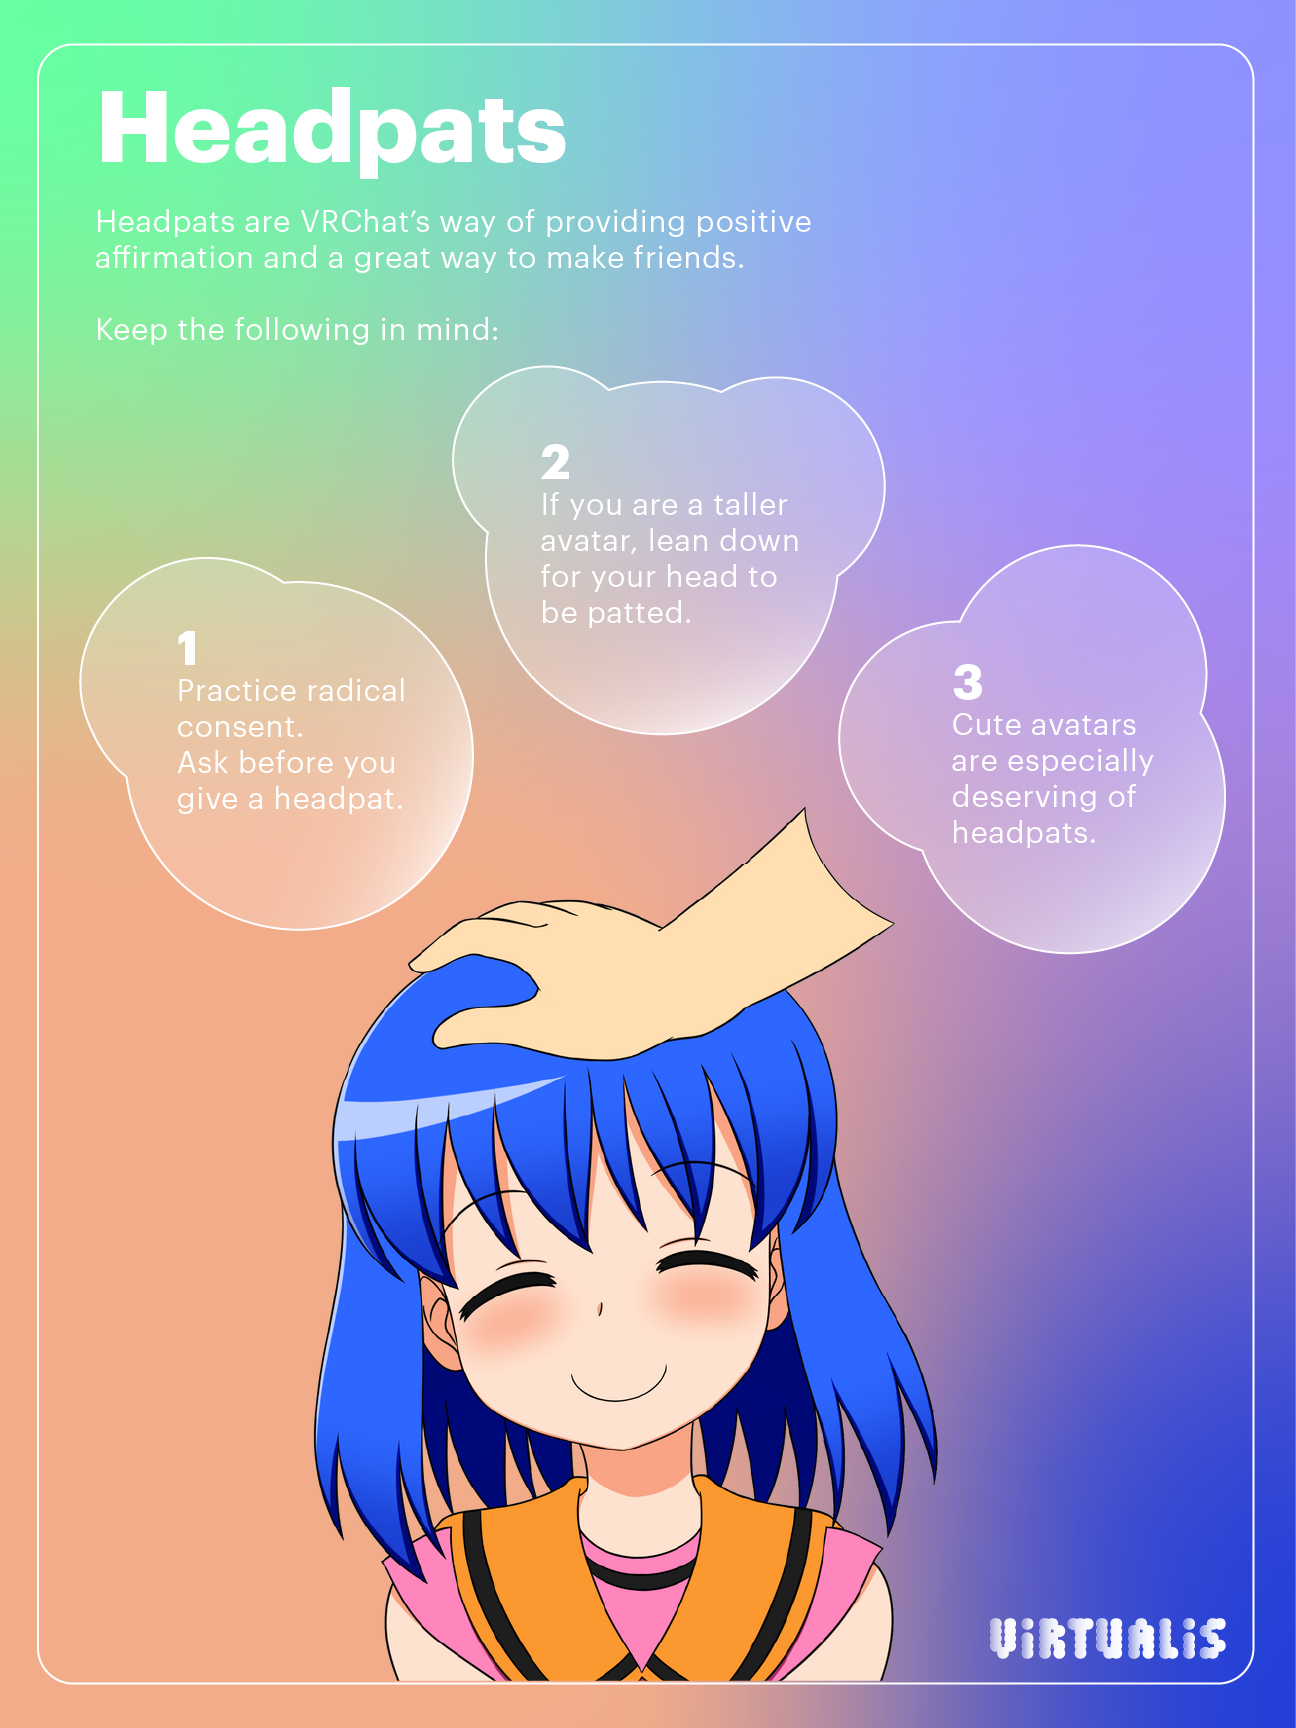 Headpats
Headpats are VRChat’s way of providing positive
affirmation and a great way to make friends.
Keep the following in mind:
1
Practice radical
consent.
Ask before you
give a headpat.
2
If you are a taller
avatar, lean down
for your head to
be patted.
3
Cute avatars
are especially
deserving of
headpats.
ViRTUALiS